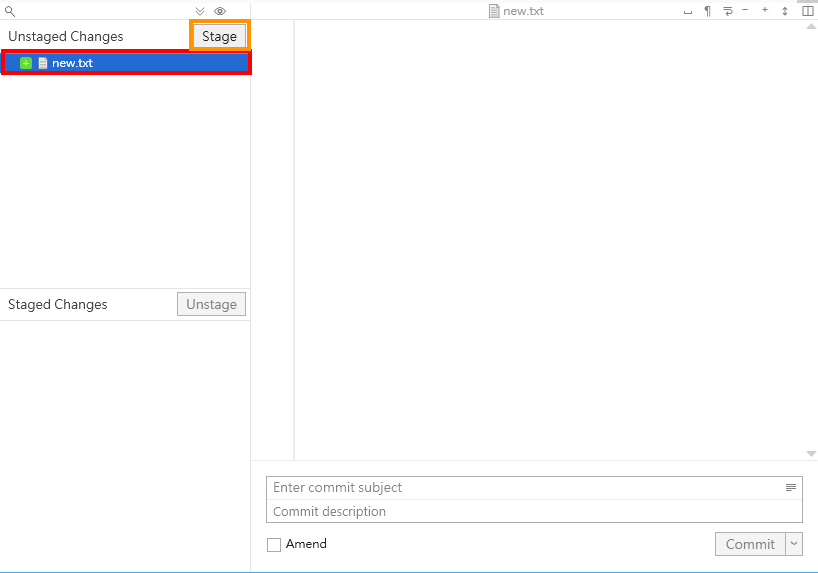 new.txt
Unstaged Changes
Stage
new.txt
Staged Changes
Unstage
Enter commit subject
Commit description
Amend
Commit